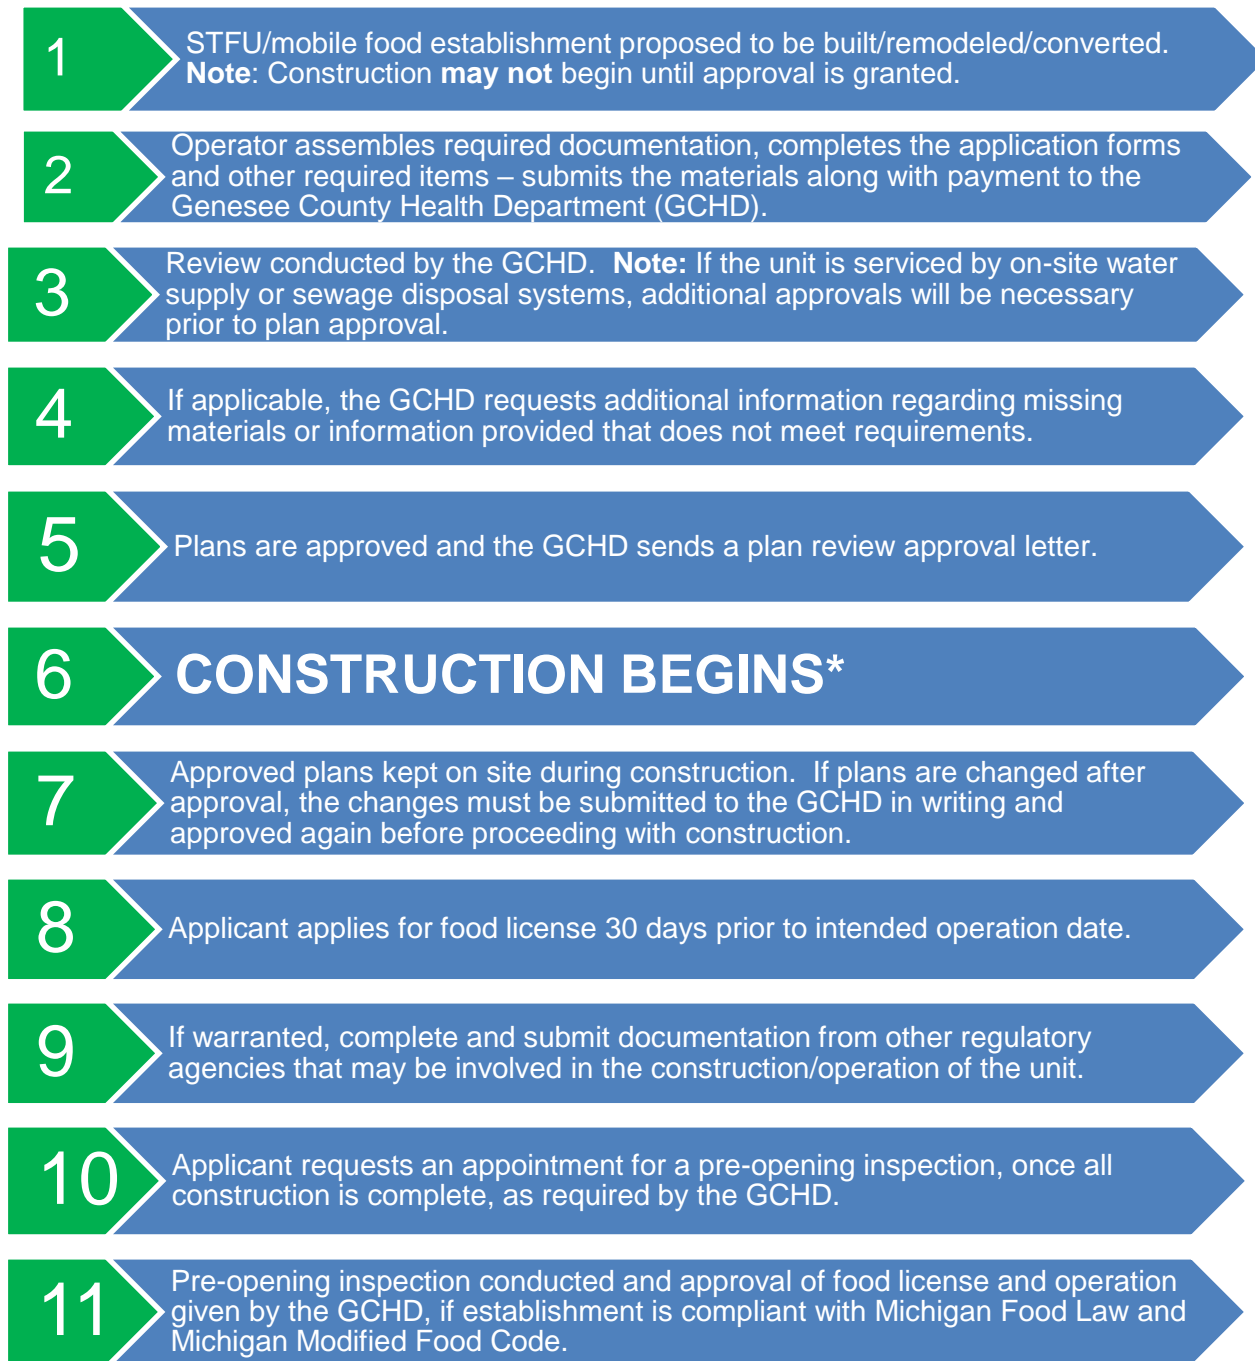 1
STFU/mobile food establishment proposed to be built/remodeled/converted.
Note: Construction may not begin until approval is granted.
2
Operator assembles required documentation, completes the application forms
and other required items – submits the materials along with payment to the
Genesee County Health Department (GCHD).
3
Review conducted by the GCHD.  Note: If the unit is serviced by on-site water
supply or sewage disposal systems, additional approvals will be necessary
prior to plan approval.
4
If applicable, the GCHD requests additional information regarding missing
materials or information provided that does not meet requirements.
5
Plans are approved and the GCHD sends a plan review approval letter.
6
CONSTRUCTION BEGINS*
7
Approved plans kept on site during construction.  If plans are changed after
approval, the changes must be submitted to the GCHD in writing and
approved again before proceeding with construction.
8
Applicant applies for food license 30 days prior to intended operation date.
9
If warranted, complete and submit documentation from other regulatory
agencies that may be involved in the construction/operation of the unit.
10
Applicant requests an appointment for a pre-opening inspection, once all
construction is complete, as required by the GCHD.
11
Pre-opening inspection conducted and approval of food license and operation
given by the GCHD, if establishment is compliant with Michigan Food Law and
Michigan Modified Food Code.